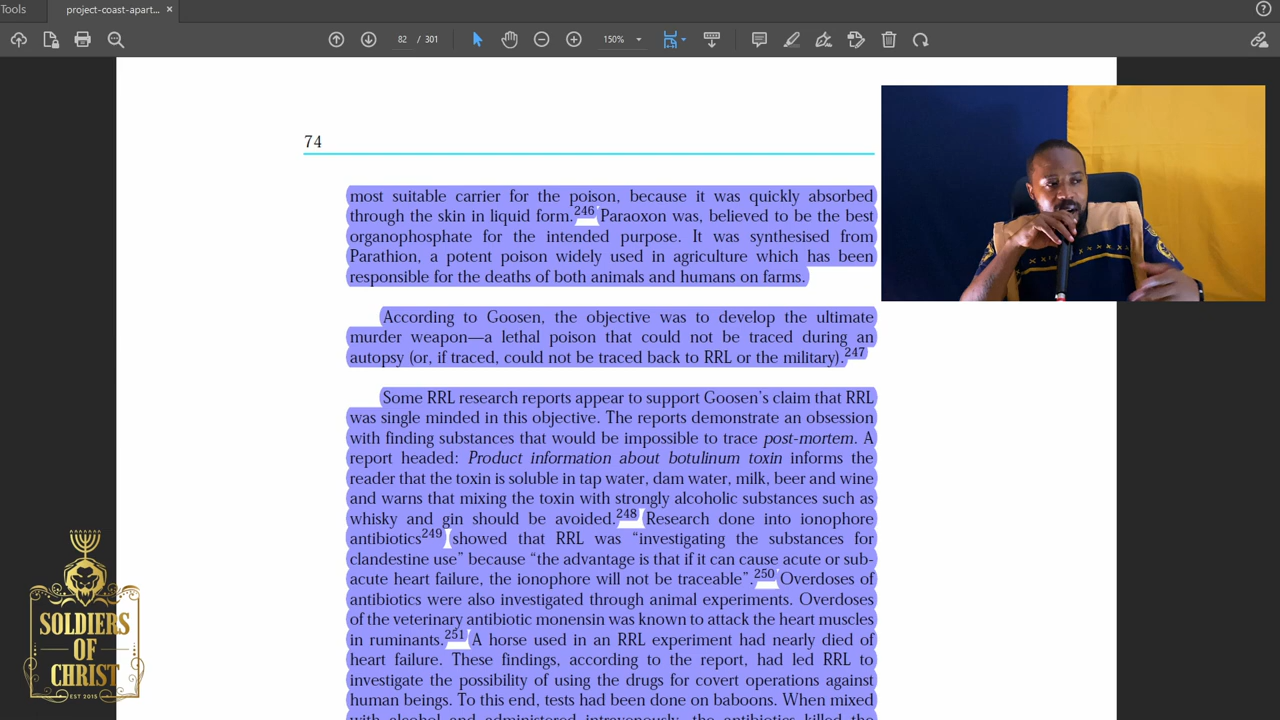 Tools
project-coast-apart... ×
82 / 301
150%
74
most suitable carrier for the poison, because it was quickly absorbed
through the skin in liquid form.246 Paraoxon was, believed to be the best
organophosphate for the intended purpose. It was synthesised from
Parathion, a potent poison widely used in agriculture which has been
responsible for the deaths of both animals and humans on farms.
According to Goosen, the objective was to develop the ultimate
murder weapon—a lethal poison that could not be traced during an
autopsy (or, if traced, could not be traced back to RRL or the military).247
Some RRL research reports appear to support Goosen's claim that RRL
was single minded in this objective. The reports demonstrate an obsession
with finding substances that would be impossible to trace post-mortem. A
report headed: Product information about botulinum toxin informs the
reader that the toxin is soluble in tap water, dam water, milk, beer and wine
and warns that mixing the toxin with strongly alcoholic substances such as
whisky and gin should be avoided.248 Research done into ionophore
antibiotics249 showed that RRL was “investigating the substances for
clandestine use” because “the advantage is that if it can cause acute or sub-
acute heart failure, the ionophore will not be traceable”.250 Overdoses of
antibiotics were also investigated through animal experiments. Overdoses
of the veterinary antibiotic monensin was known to attack the heart muscles
in ruminants.251 A horse used in an RRL experiment had nearly died of
heart failure. These findings, according to the report, had led RRL to
investigate the possibility of using the drugs for covert operations against
human beings. To this end, tests had been done on baboons. When mixed
with alcohol and administered intravenously, the antibiotics killed the
SOLDIERS
OF
CHRIST
EST 2015